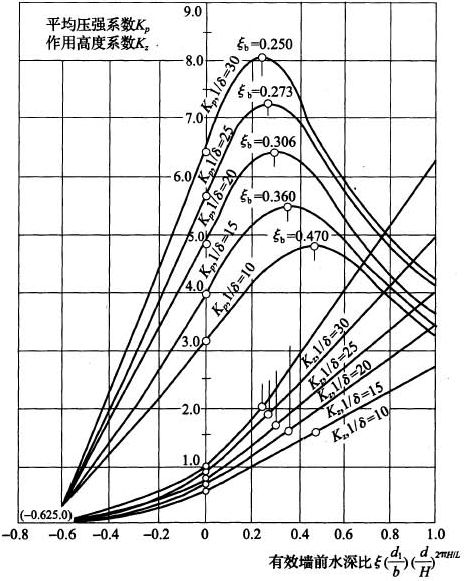 平均压强系数Kp
作用高度系数Kz
9.0
8.0
7.0
6.0
5.0
4.0
3.0
2.0
1.0
ξb=0.250
ξb=0.273
ξb=0.306
ξb=0.360
ξb=0.470
Kp,1/δ=30
Kp,1/δ=25
Kp,1/δ=20
Kp,1/δ=15
Kp,1/δ=10
Kz,1/δ=30
Kz,1/δ=25
Kz,1/δ=20
Kz,1/δ=15
Kz,1/δ=10
(−0.625.0)
−0.8 −0.6 −0.4 −0.2 0 0.2 0.4 0.6 0.8 1.0
有效墙前水深比 ξ(d1/b)(d/H)^2πH/L